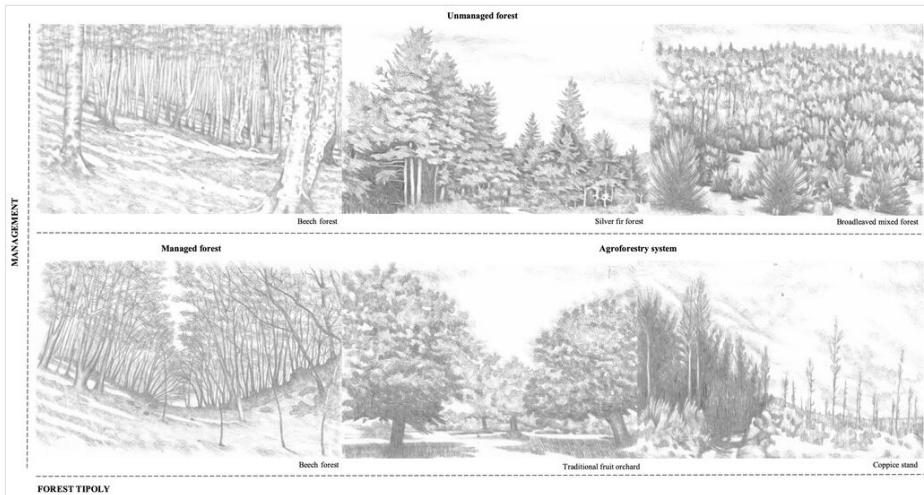 Unmanaged forest
Beech forest
Silver fir forest
Broadleaved mixed forest
MANAGEMENT
Managed forest
Agroforestry system
Beech forest
Traditional fruit orchard
Coppice stand
FOREST TIPOLY